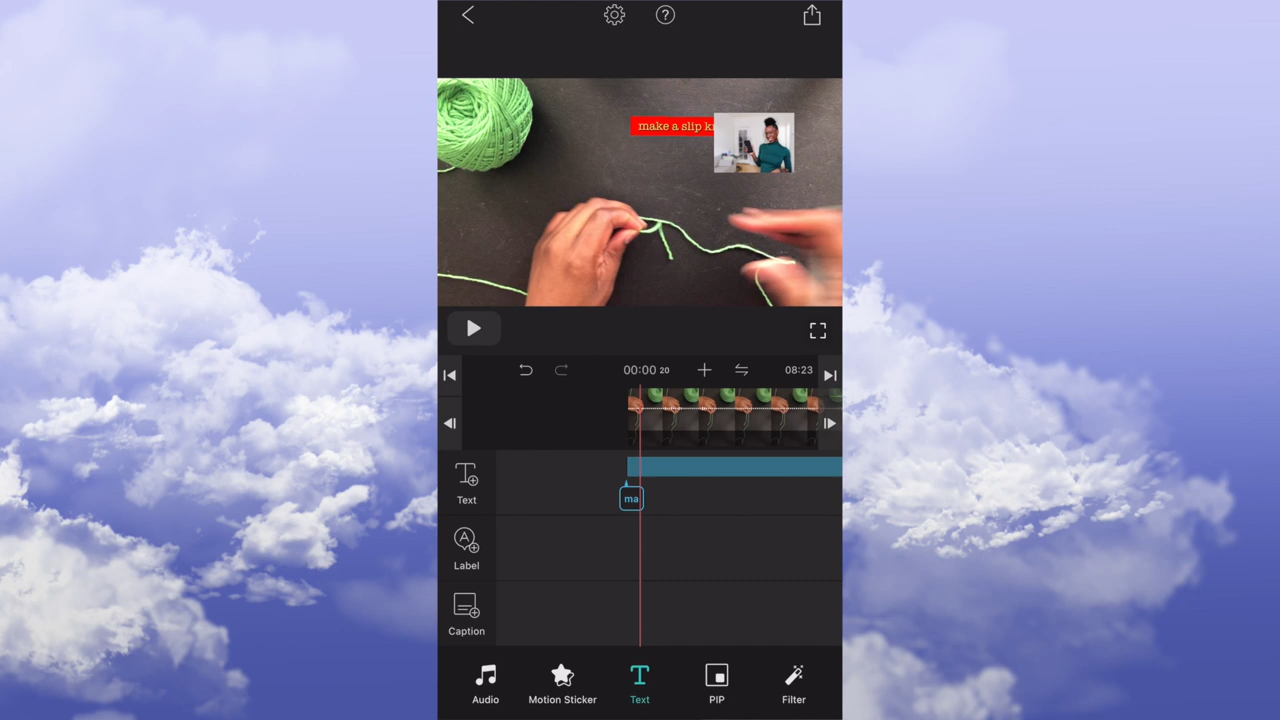 make a slip
00:00 20
08:23
Text
ma
Label
Caption
Audio
Motion Sticker
Text
PIP
Filter